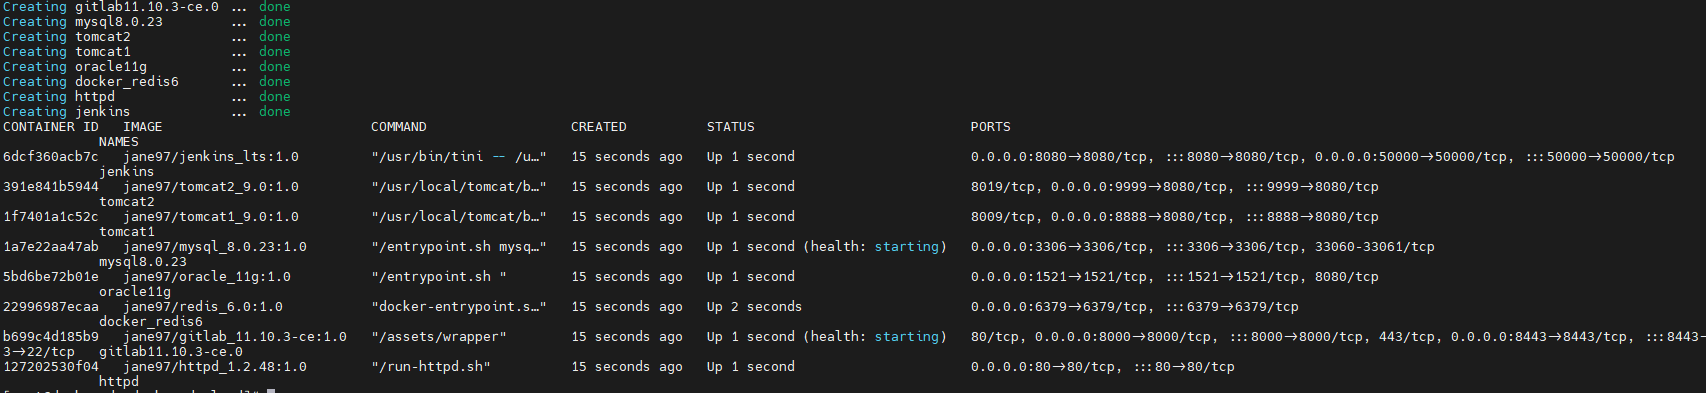 Creating gitlab11.10.3-ce.0 ... done
Creating mysql8.0.23 ... done
Creating tomcat2 ... done
Creating tomcat1 ... done
Creating oracle11g ... done
Creating docker_redis6 ... done
Creating httpd ... done
Creating jenkins ... done
CONTAINER ID IMAGE COMMAND CREATED STATUS PORTS
NAMES
6dcf360acb7c jane97/jenkins_lts:1.0 "/usr/bin/tini -- /u…" 15 seconds ago Up 1 second 0.0.0.0:8080->8080/tcp, :::8080->8080/tcp, 0.0.0.0:50000->50000/tcp, :::50000->50000/tcp
jenkins
391e841b5944 jane97/tomcat2_9.0:1.0 "/usr/local/tomcat/b…" 15 seconds ago Up 1 second 8019/tcp, 0.0.0.0:9999->8080/tcp, :::9999->8080/tcp
tomcat2
1f7401a1c52c jane97/tomcat1_9.0:1.0 "/usr/local/tomcat/b…" 15 seconds ago Up 1 second 8009/tcp, 0.0.0.0:8888->8080/tcp, :::8888->8080/tcp
tomcat1
1a7e22aa47ab jane97/mysql_8.0.23:1.0 "/entrypoint.sh mysq…" 15 seconds ago Up 1 second (health: starting) 0.0.0.0:3306->3306/tcp, :::3306->3306/tcp, 33060-33061/tcp
mysql8.0.23
5bd6be72b01e jane97/oracle_11g:1.0 "/entrypoint.sh " 15 seconds ago Up 1 second 0.0.0.0:1521->1521/tcp, :::1521->1521/tcp, 8080/tcp
oracle11g
22996987ecaa jane97/redis_6.0:1.0 "docker-entrypoint.s…" 15 seconds ago Up 2 seconds 0.0.0.0:6379->6379/tcp, :::6379->6379/tcp
docker_redis6
b699c4d185b9 jane97/gitlab_11.10.3-ce:1.0 "/assets/wrapper" 15 seconds ago Up 1 second (health: starting) 80/tcp, 0.0.0.0:8000->8000/tcp, :::8000->8000/tcp, 443/tcp, 0.0.0.0:8443->8443/tcp, :::8443-
3->22/tcp gitlab11.10.3-ce.0
127202530f04 jane97/httpd_1.2.48:1.0 "/run-httpd.sh" 15 seconds ago Up 1 second 0.0.0.0:80->80/tcp, :::80->80/tcp
httpd